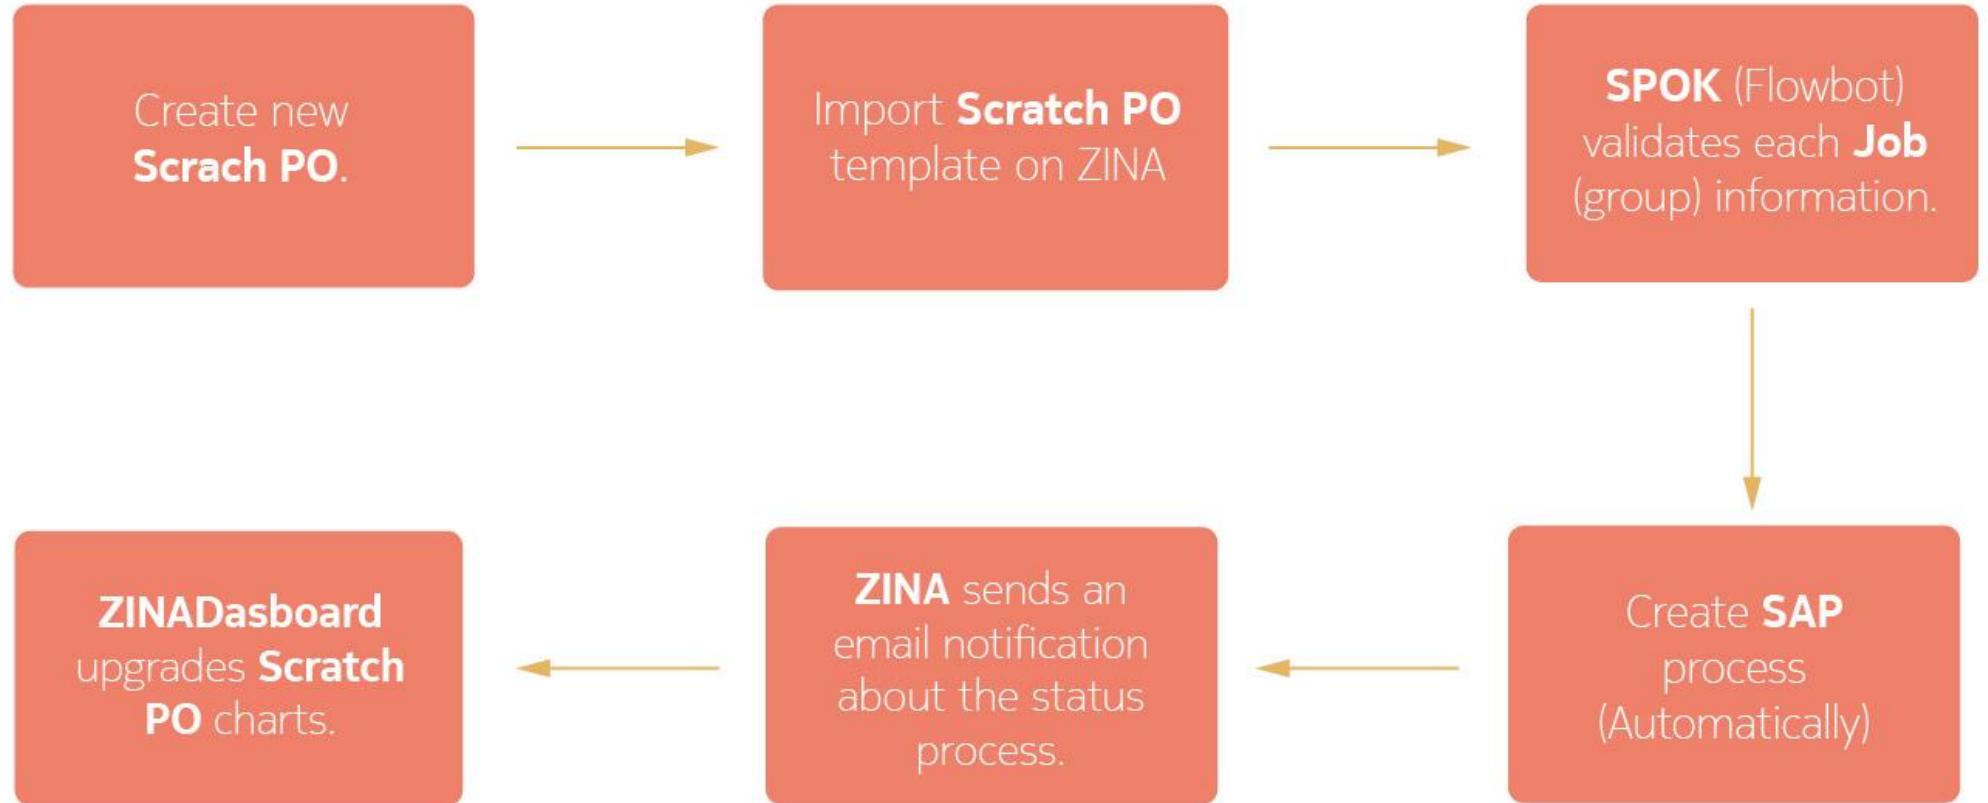 Create new
Scrach PO.
Import Scratch PO
template on ZINA
SPOK (Flowbot)
validates each Job
(group) information.
Create SAP
process
(Automatically)
ZINA sends an
email notification
about the status
process.
ZINADasboard
upgrades Scratch
PO charts.